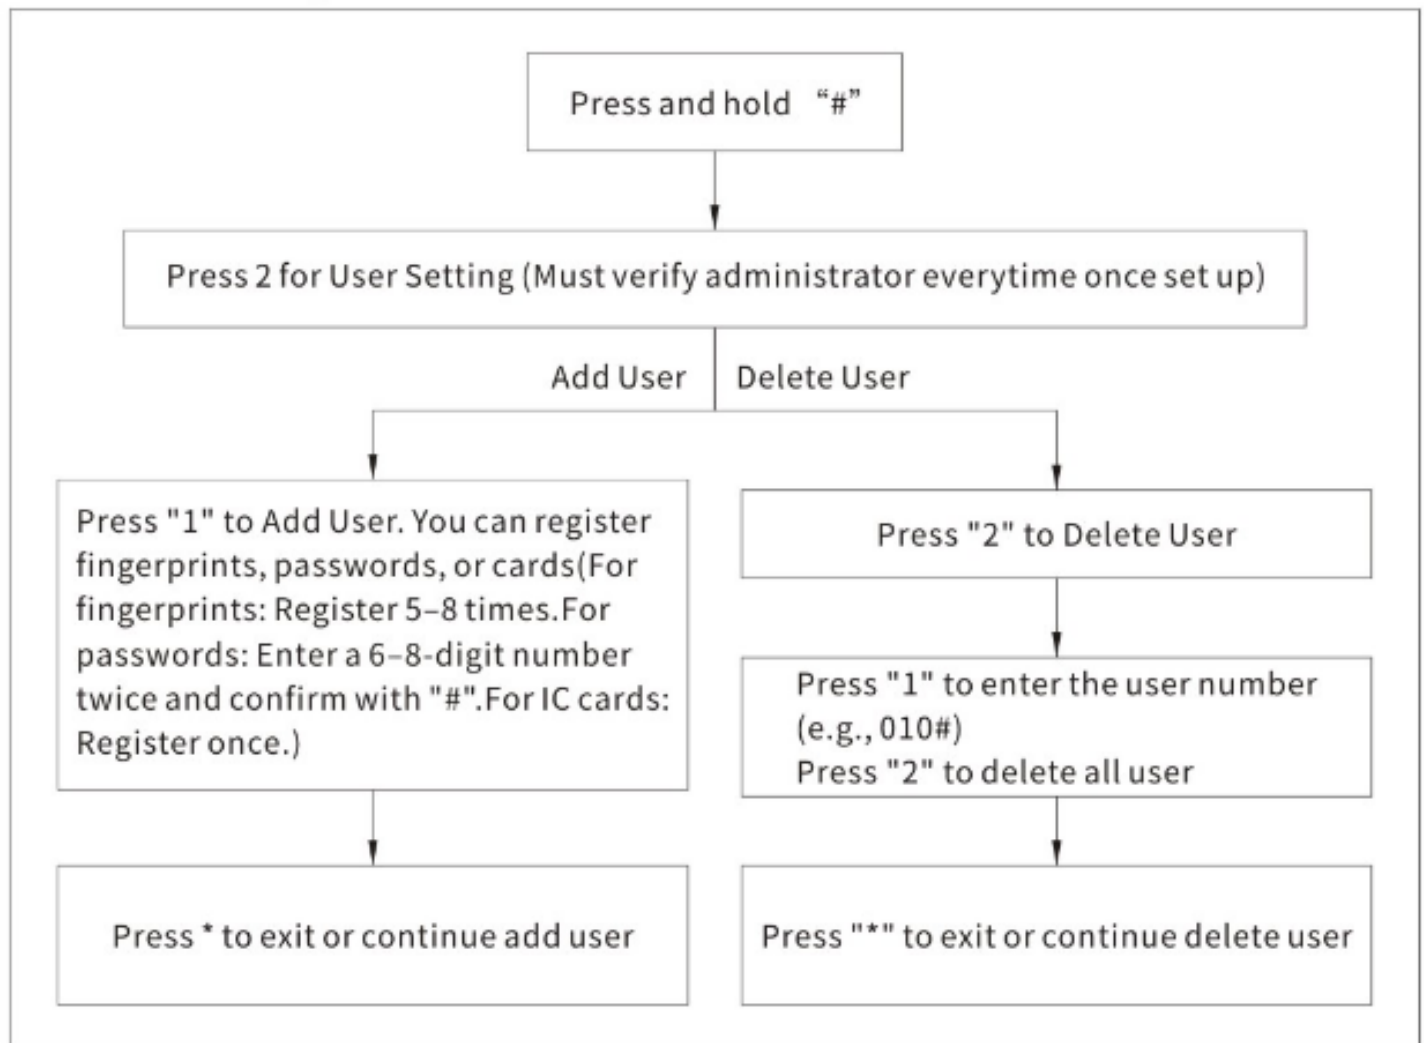 Press and hold “#”
Press 2 for User Setting (Must verify administrator everytime once set up)
Add User
Delete User
Press "1" to Add User. You can register
fingerprints, passwords, or cards(For
fingerprints: Register 5–8 times.For
passwords: Enter a 6–8-digit number
twice and confirm with "#".For IC cards:
Register once.)
Press * to exit or continue add user
Press "2" to Delete User
Press "1" to enter the user number
(e.g., 010#)
Press "2" to delete all user
Press "*" to exit or continue delete user